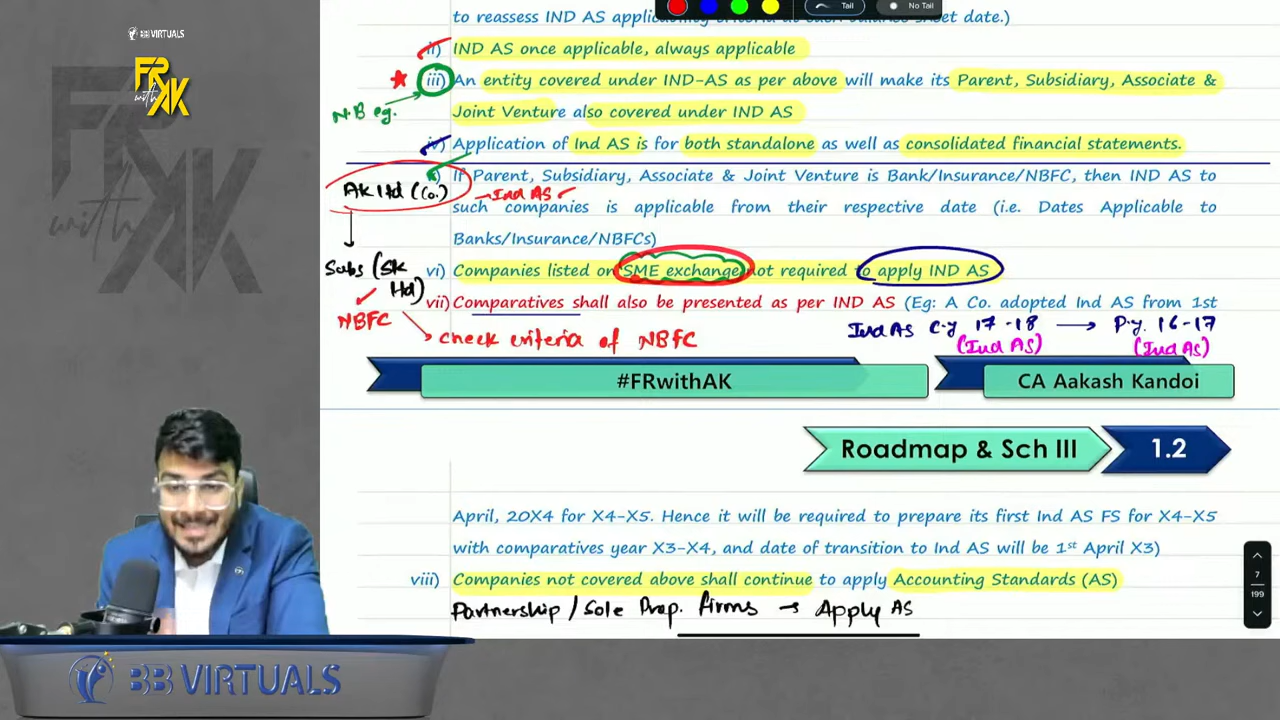 Tail
No Tail
BB VIRTUALS
FR
with
AK
to reassess IND AS applicability criteria at each balance sheet date.)
ii) IND AS once applicable, always applicable
iii) An entity covered under IND-AS as per above will make its Parent, Subsidiary, Associate &
N.B eg.
Joint Venture also covered under IND AS
iv) Application of Ind AS is for both standalone as well as consolidated financial statements.
If Parent, Subsidiary, Associate & Joint Venture is Bank/Insurance/NBFC, then IND AS to
AK ltd (Co.) Ind AS
such companies is applicable from their respective date (i.e. Dates Applicable to
Banks/Insurance/NBFCs)
Subs (SK ltd)
vi) Companies listed on SME exchange not required to apply IND AS
vii) Comparatives shall also be presented as per IND AS (Eg: A Co. adopted Ind AS from 1st
NBFC
check criteria of NBFC
Ind AS C.y. 17-18 → P.y. 16-17
(Ind AS) (Ind AS)
#FRwithAK
CA Aakash Kandoi
Roadmap & Sch III 1.2
April, 20X4 for X4-X5. Hence it will be required to prepare its first Ind AS FS for X4-X5
with comparatives year X3-X4, and date of transition to Ind AS will be 1st April X3)
viii) Companies not covered above shall continue to apply Accounting Standards (AS)
Partnership / Sole Prop. firms → Apply AS
7
199
BB VIRTUALS